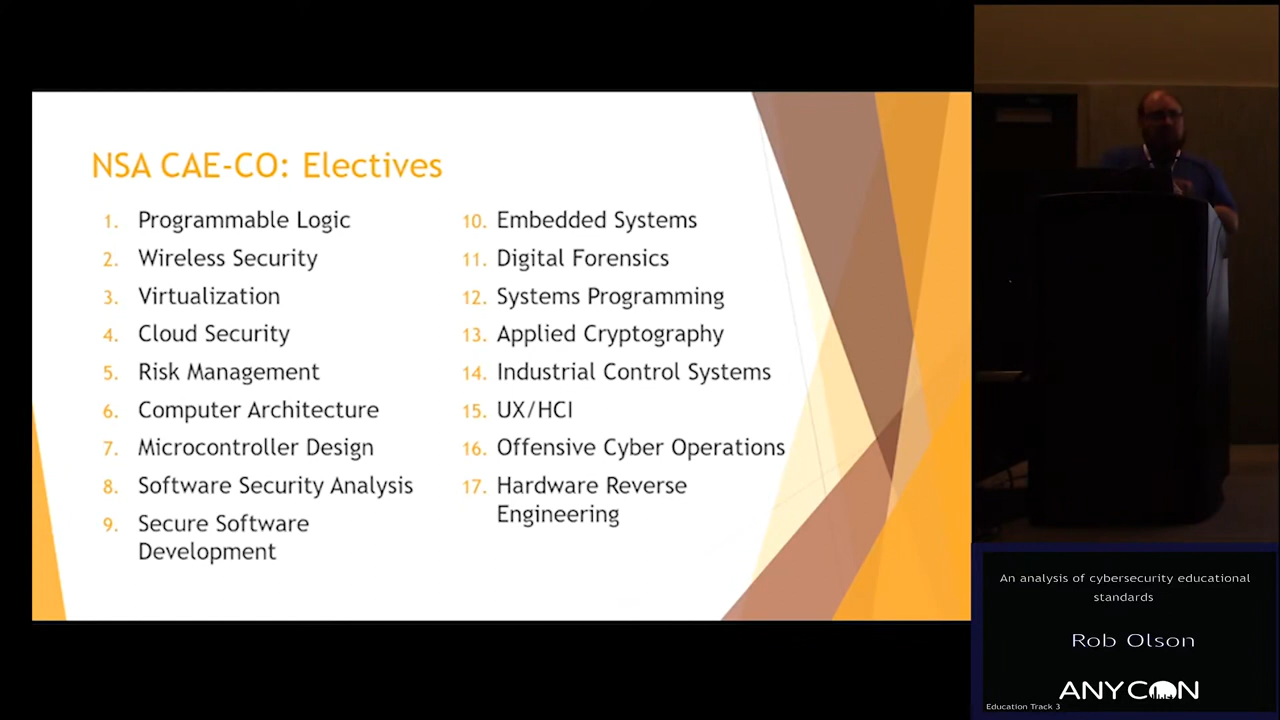 NSA CAE-CO: Electives
1. Programmable Logic
2. Wireless Security
3. Virtualization
4. Cloud Security
5. Risk Management
6. Computer Architecture
7. Microcontroller Design
8. Software Security Analysis
9. Secure Software
Development
10. Embedded Systems
11. Digital Forensics
12. Systems Programming
13. Applied Cryptography
14. Industrial Control Systems
15. UX/HCI
16. Offensive Cyber Operations
17. Hardware Reverse
Engineering
An analysis of cybersecurity educational
standards
Rob Olson
ANYCON
Education Track 3